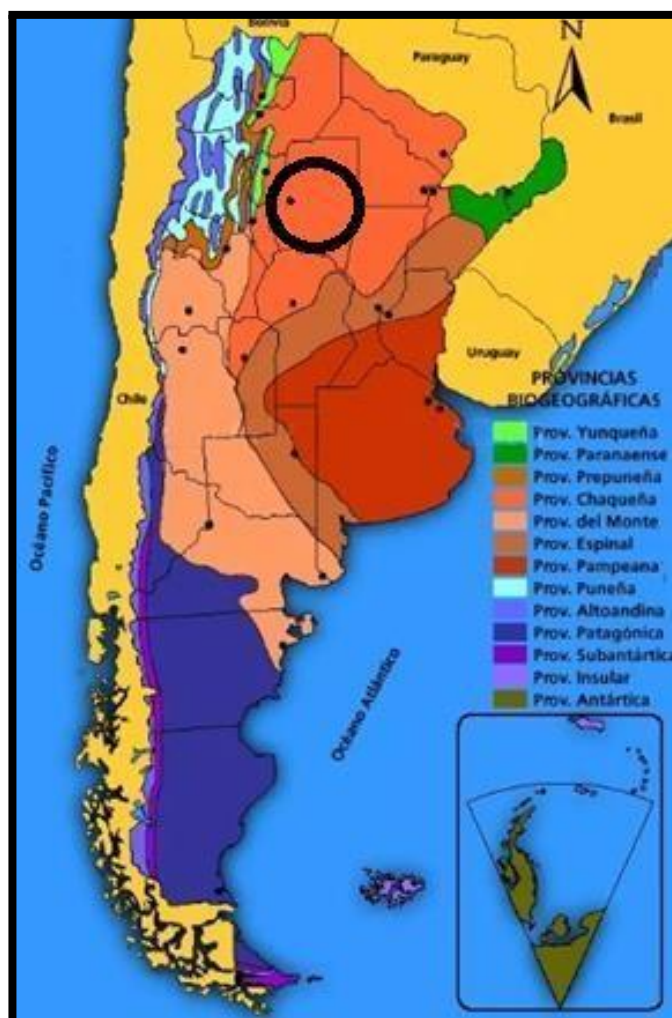 Bolivia
N
Paraguay
Brasil
Uruguay
Chile
Océano Pacífico
Océano Atlántico
PROVINCIAS
BIOGEOGRÁFICAS
Prov. Yunqueña
Prov. Paranaense
Prov. Prepuneña
Prov. Chaqueña
Prov. del Monte
Prov. Espinal
Prov. Pampeana
Prov. Puneña
Prov. Altoandina
Prov. Patagónica
Prov. Subantártica
Prov. Insular
Prov. Antártica